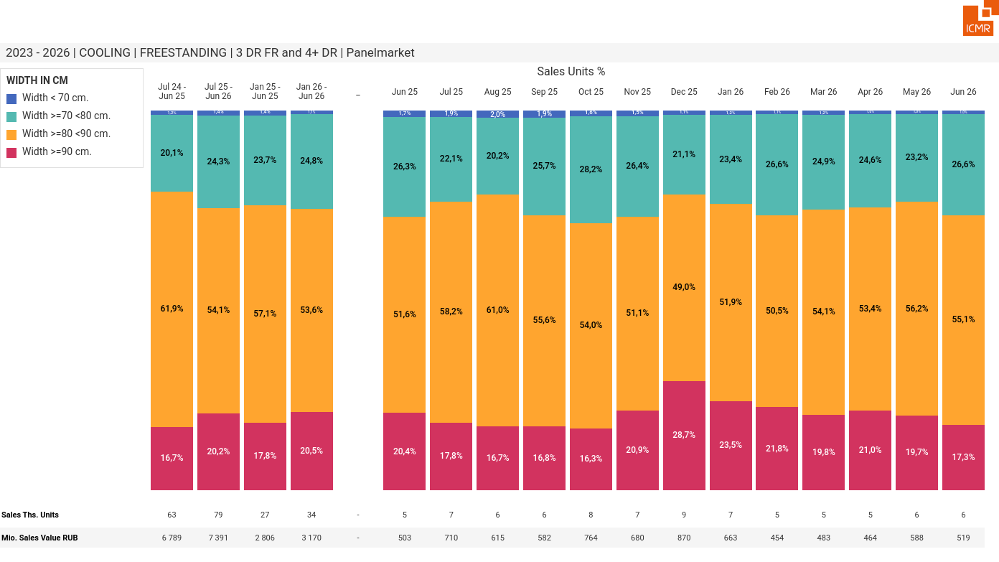 ICMR
2023 - 2026 | COOLING | FREESTANDING | 3 DR FR and 4+ DR | Panelmarket
WIDTH IN CM
Width < 70 cm.
Width >=70 <80 cm.
Width >=80 <90 cm.
Width >=90 cm.
Sales Units %
Jul 24 - Jun 25 Jul 25 - Jun 26 Jan 25 - Jun 25 Jan 26 - Jun 26 – Jun 25 Jul 25 Aug 25 Sep 25 Oct 25 Nov 25 Dec 25 Jan 26 Feb 26 Mar 26 Apr 26 May 26 Jun 26
1,2% 1,4% 1,4% 1,1% 1,7% 1,9% 2,0% 1,9% 1,6% 1,5% 1,1% 1,2% 1,1% 1,2% 1,0% 1,0% 1,0%
20,1% 24,3% 23,7% 24,8% 26,3% 22,1% 20,2% 25,7% 28,2% 26,4% 21,1% 23,4% 26,6% 24,9% 24,6% 23,2% 26,6%
61,9% 54,1% 57,1% 53,6% 51,6% 58,2% 61,0% 55,6% 54,0% 51,1% 49,0% 51,9% 50,5% 54,1% 53,4% 56,2% 55,1%
16,7% 20,2% 17,8% 20,5% 20,4% 17,8% 16,7% 16,8% 16,3% 20,9% 28,7% 23,5% 21,8% 19,8% 21,0% 19,7% 17,3%
Sales Ths. Units 63 79 27 34 - 5 7 6 6 8 7 9 7 5 5 5 6 6
Mio. Sales Value RUB 6 789 7 391 2 806 3 170 - 503 710 615 582 764 680 870 663 454 483 464 588 519